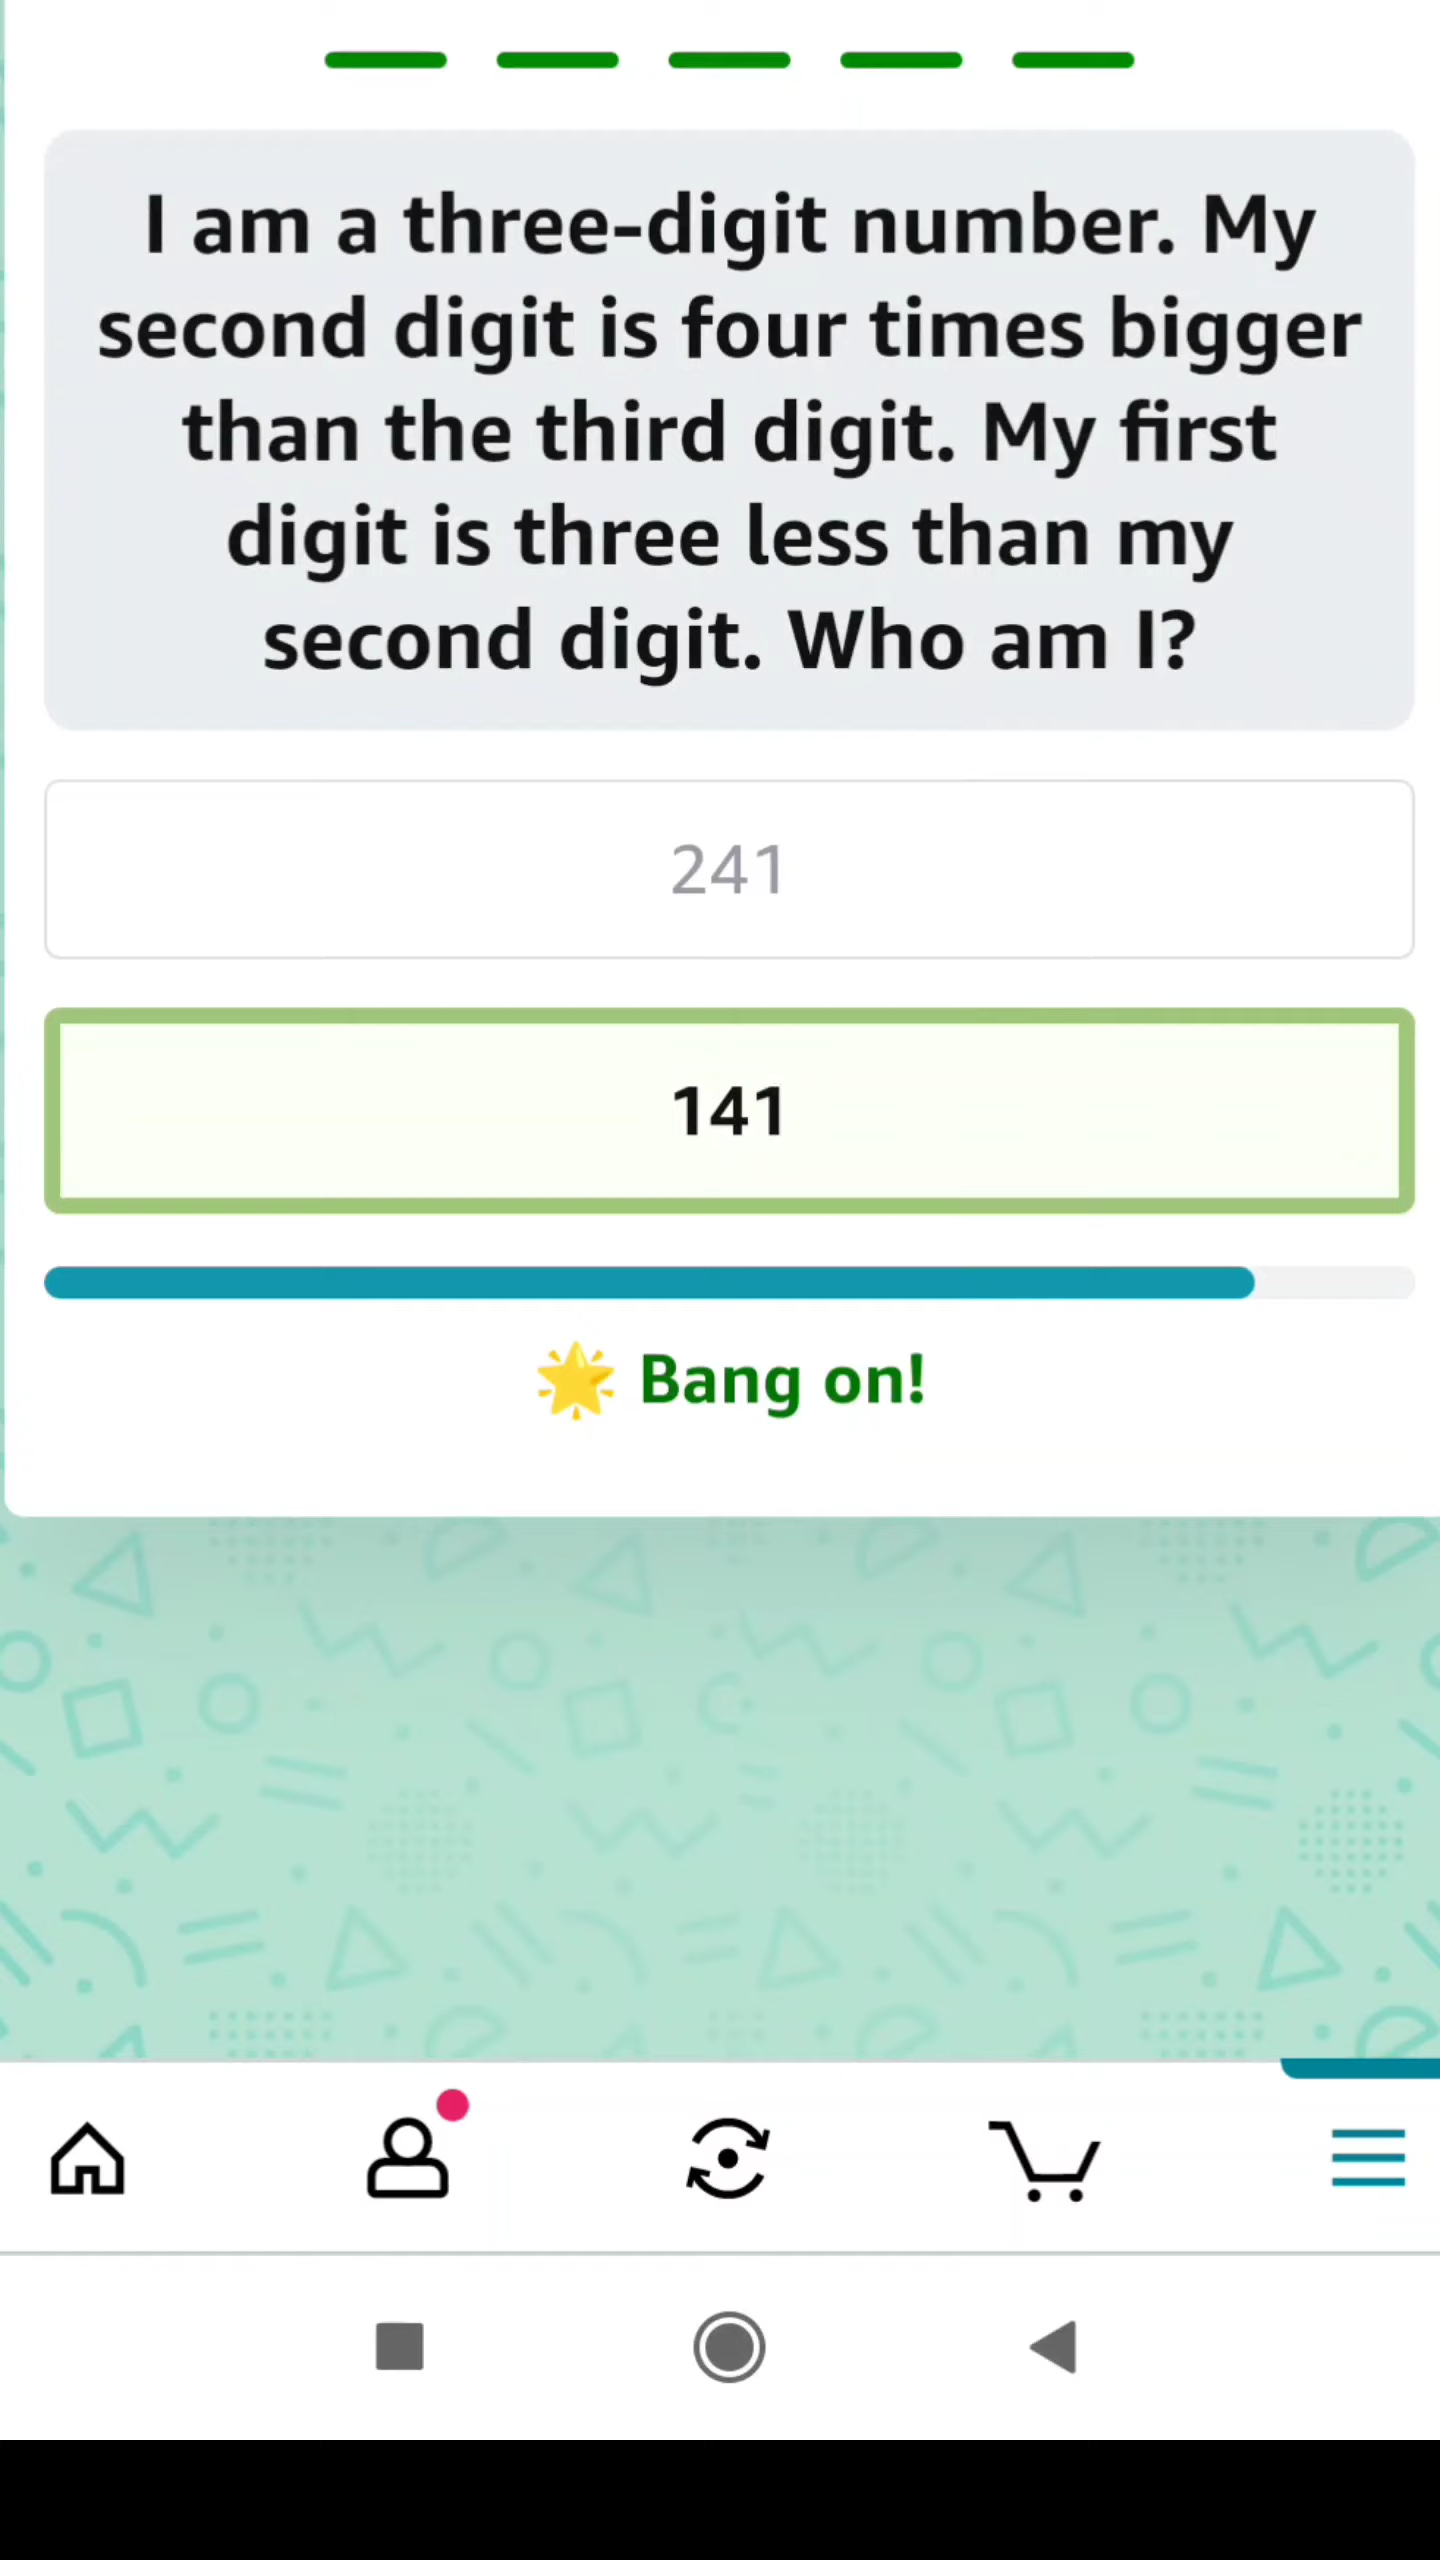 I am a three-digit number. My
second digit is four times bigger
than the third digit. My first
digit is three less than my
second digit. Who am I?
241
141
Bang on!